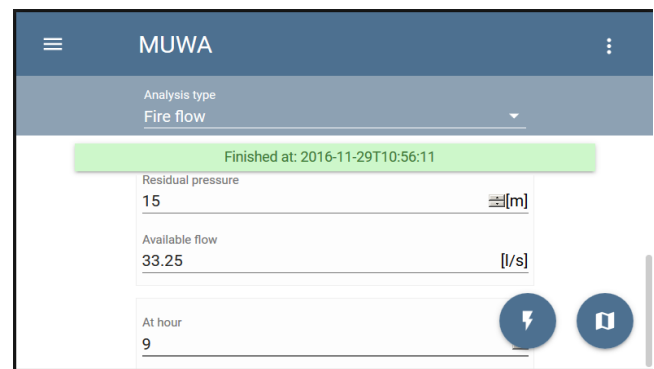 MUWA
Analysis type
Fire flow
Finished at: 2016-11-29T10:56:11
Residual pressure
15 [m]
Available flow
33.25 [l/s]
At hour
9